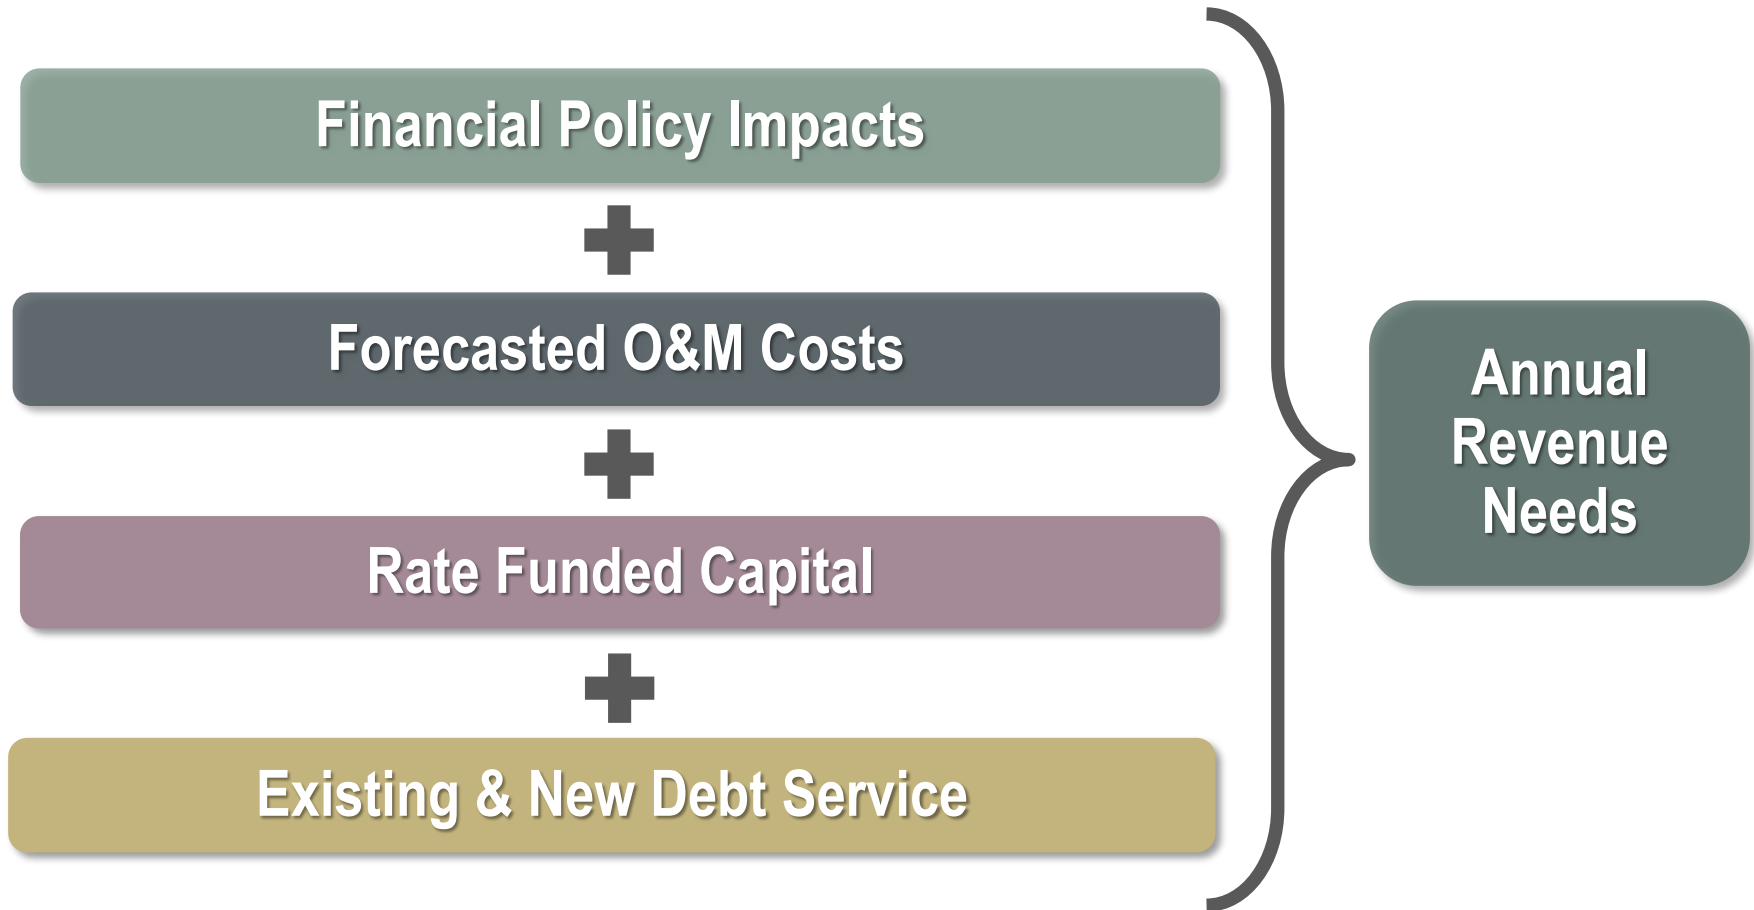 Financial Policy Impacts
Forecasted O&M Costs
Rate Funded Capital
Existing & New Debt Service
Annual
Revenue
Needs